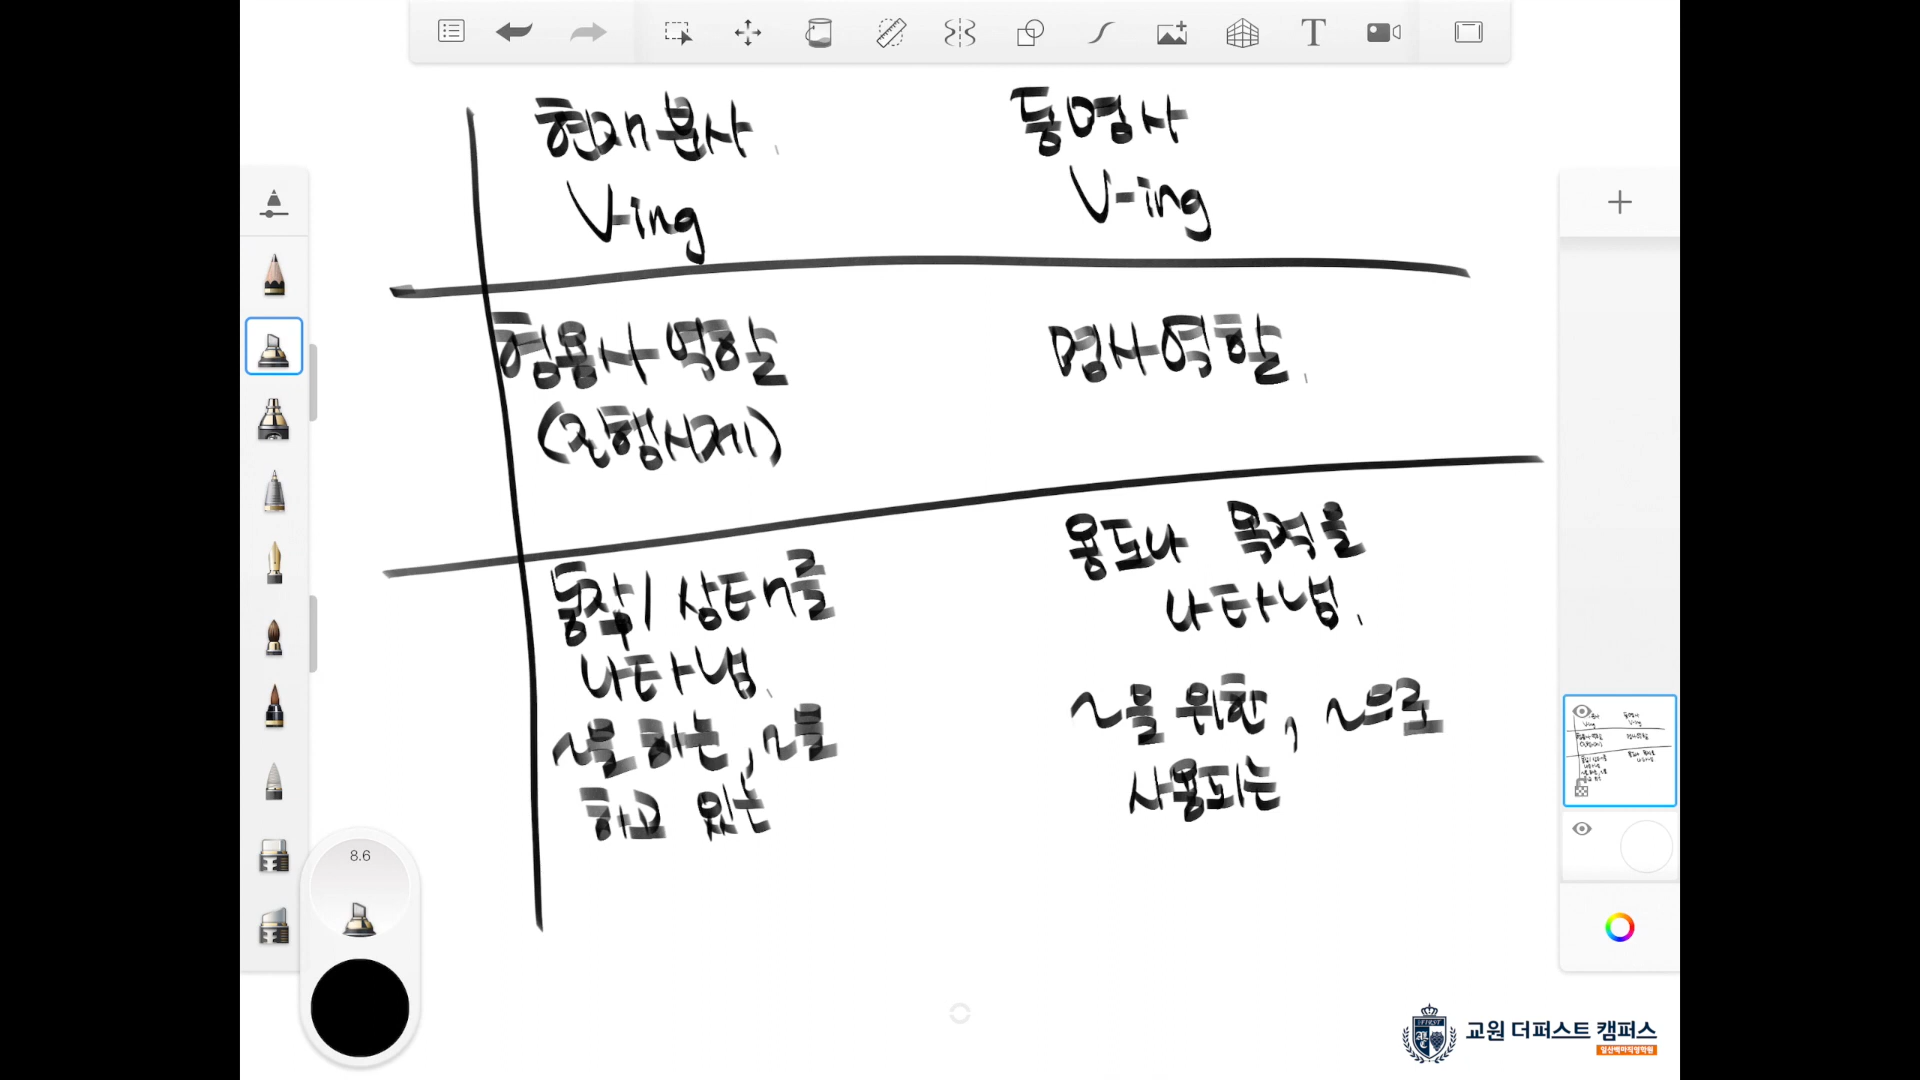 현재분사.
V-ing
동명사
V-ing
형용사 역할
(진행시제)
명사역할.
동작/상태를
나타냄.
~을 하는, ~를
하고 있는
용도나 목적을
나타냄.
~을 위한, ~으로
사용되는
8.6
교원 더퍼스트 캠퍼스